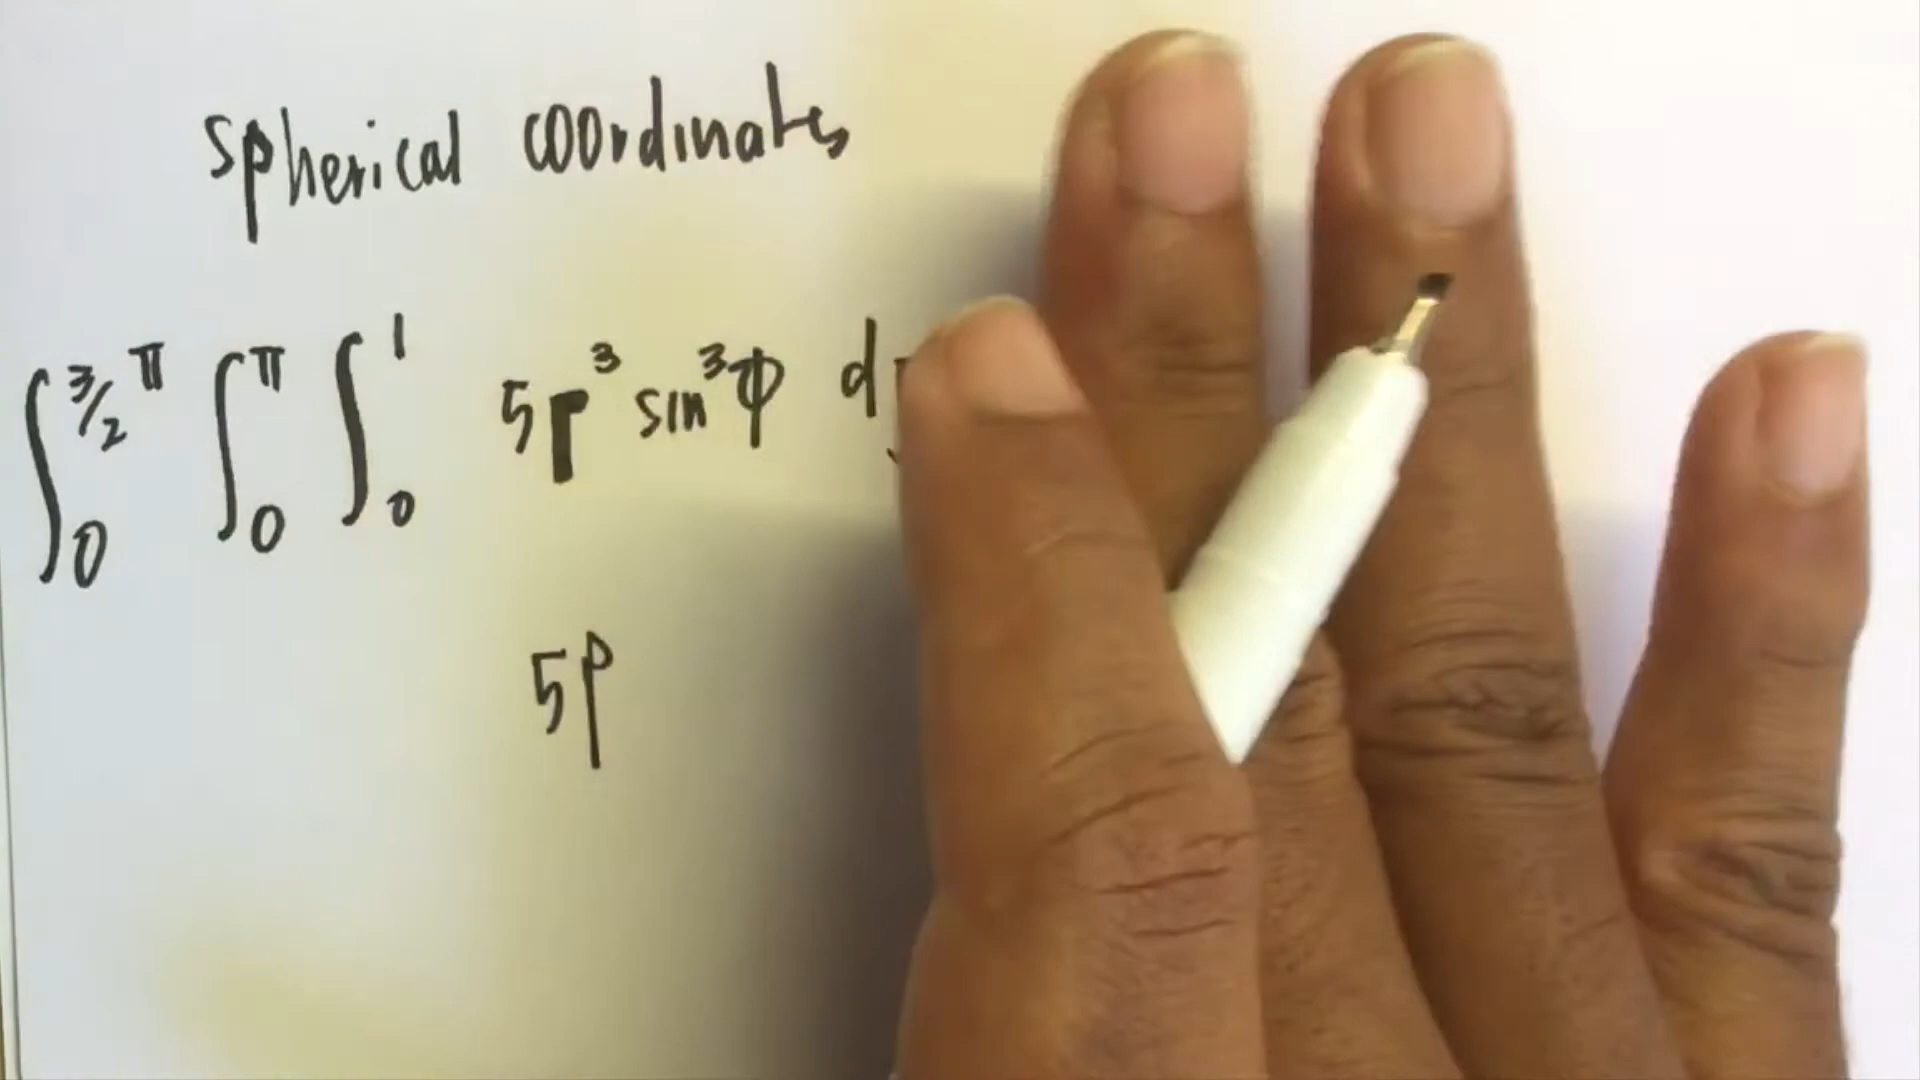 spherical coordinates
∫₀^{3/2 π} ∫₀^π ∫₀^1 5ρ³ sin³φ d
5ρ